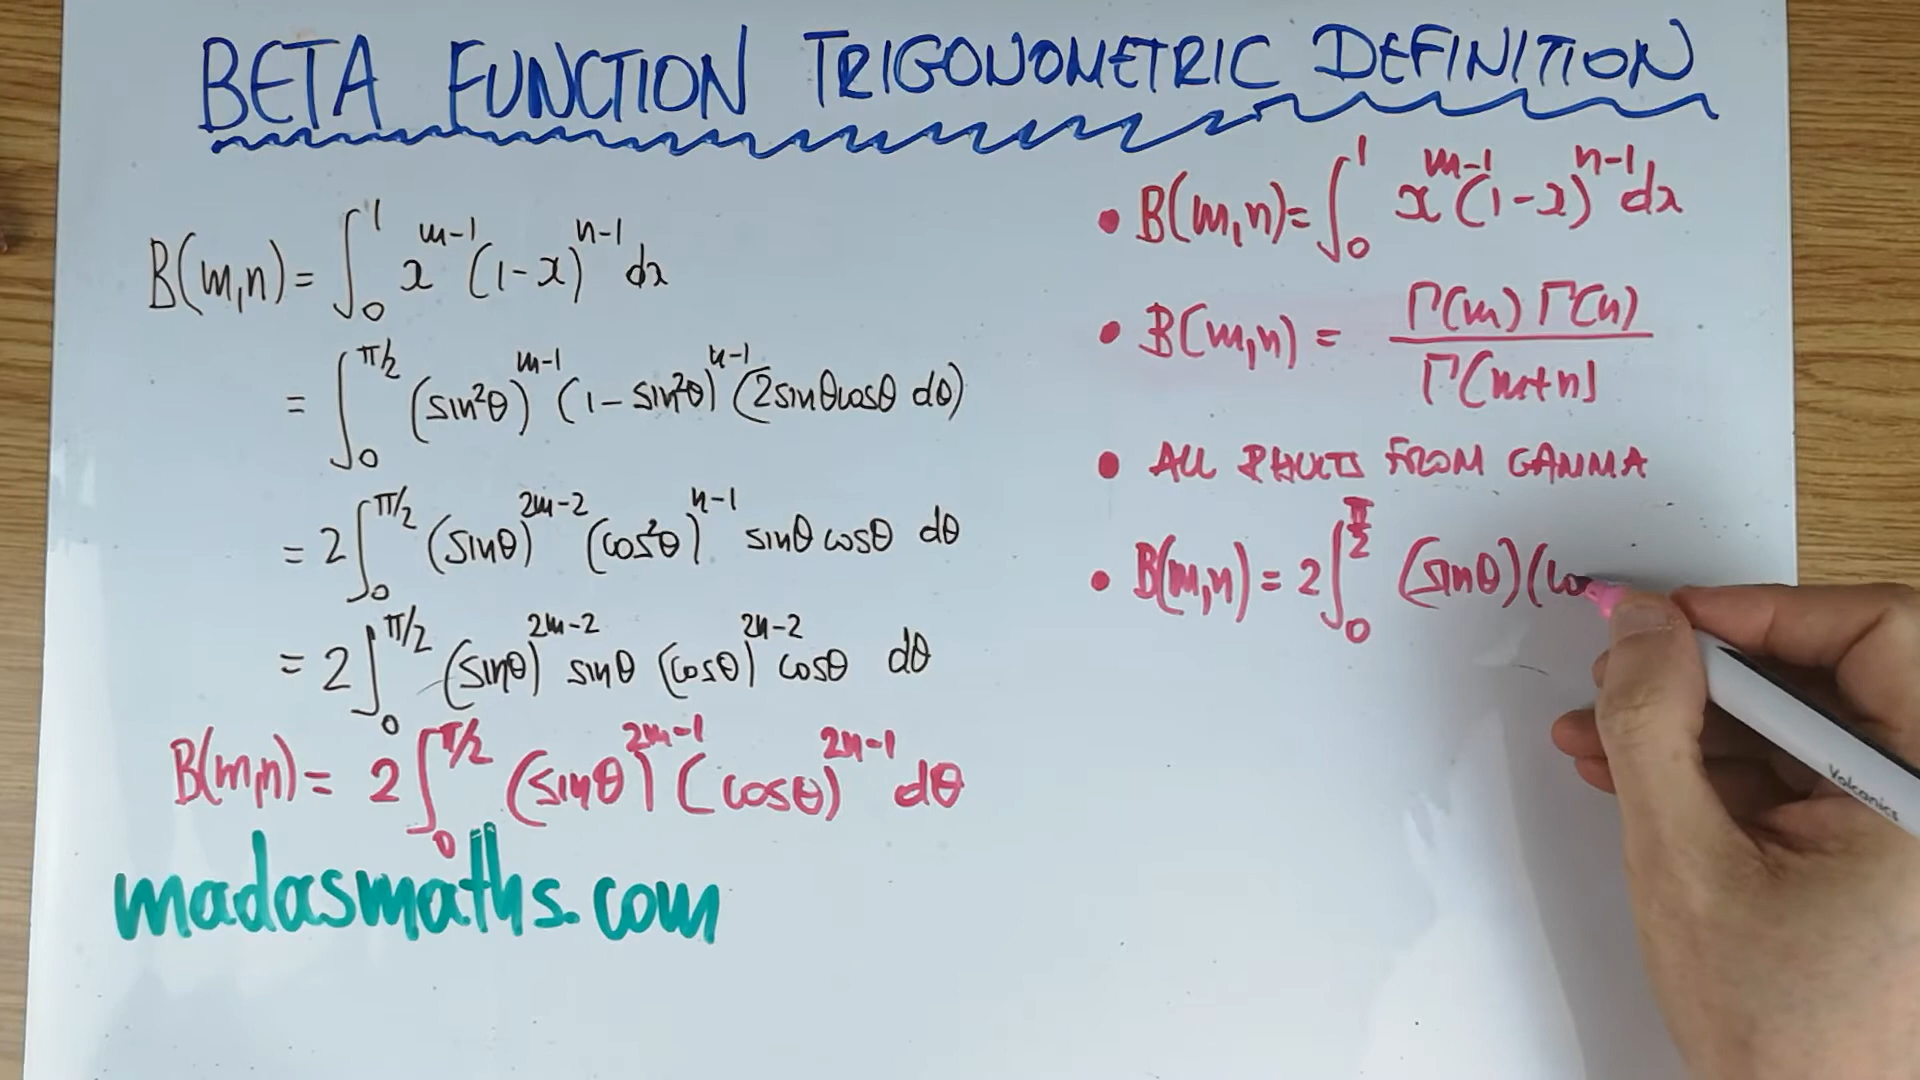 BETA FUNCTION TRIGONOMETRIC DEFINITION
B(m,n) = ∫₀¹ x^{m-1} (1-x)^{n-1} dx
= ∫₀^{π/2} (sin²θ)^{m-1} (1-sin²θ)^{n-1} (2sinθcosθ dθ)
= 2∫₀^{π/2} (sinθ)^{2m-2} (cos²θ)^{n-1} sinθ cosθ dθ
= 2∫₀^{π/2} (sinθ)^{2m-2} sinθ (cosθ)^{2n-2} cosθ dθ
B(m,n) = 2∫₀^{π/2} (sinθ)^{2m-1} (cosθ)^{2n-1} dθ
madasmaths.com
• B(m,n) = ∫₀¹ x^{m-1} (1-x)^{n-1} dx
• B(m,n) = Γ(m) Γ(n) / Γ(m+n)
• ALL RESULTS FROM GAMMA
• B(m,n) = 2∫₀^{π/2} (sinθ)(co
Volcanics